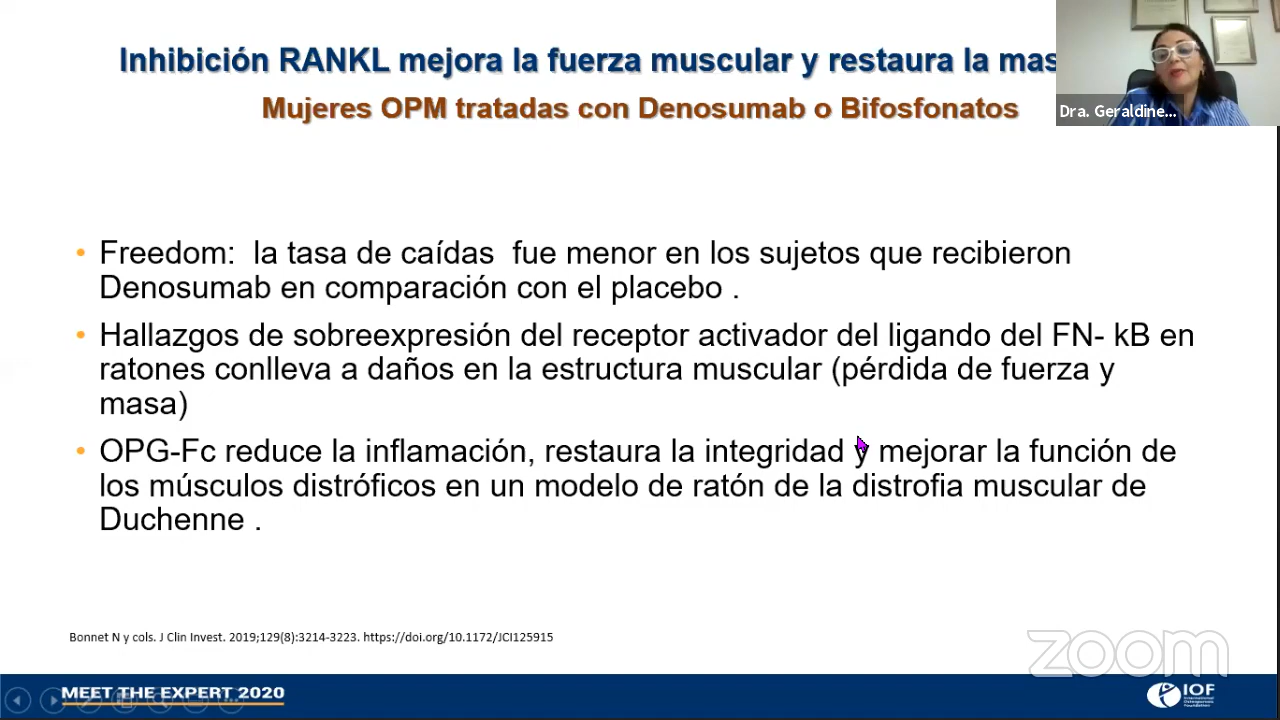 Inhibición RANKL mejora la fuerza muscular y restaura la mas
Mujeres OPM tratadas con Denosumab o Bifosfonatos
Dra. Geraldine...
• Freedom: la tasa de caídas fue menor en los sujetos que recibieron
Denosumab en comparación con el placebo .
• Hallazgos de sobreexpresión del receptor activador del ligando del FN- kB en
ratones conlleva a daños en la estructura muscular (pérdida de fuerza y
masa)
• OPG-Fc reduce la inflamación, restaura la integridad y mejorar la función de
los músculos distróficos en un modelo de ratón de la distrofia muscular de
Duchenne .
Bonnet N y cols. J Clin Invest. 2019;129(8):3214-3223. https://doi.org/10.1172/JCI125915
zoom
MEET THE EXPERT 2020
IOF
International
Osteoporosis
Foundation